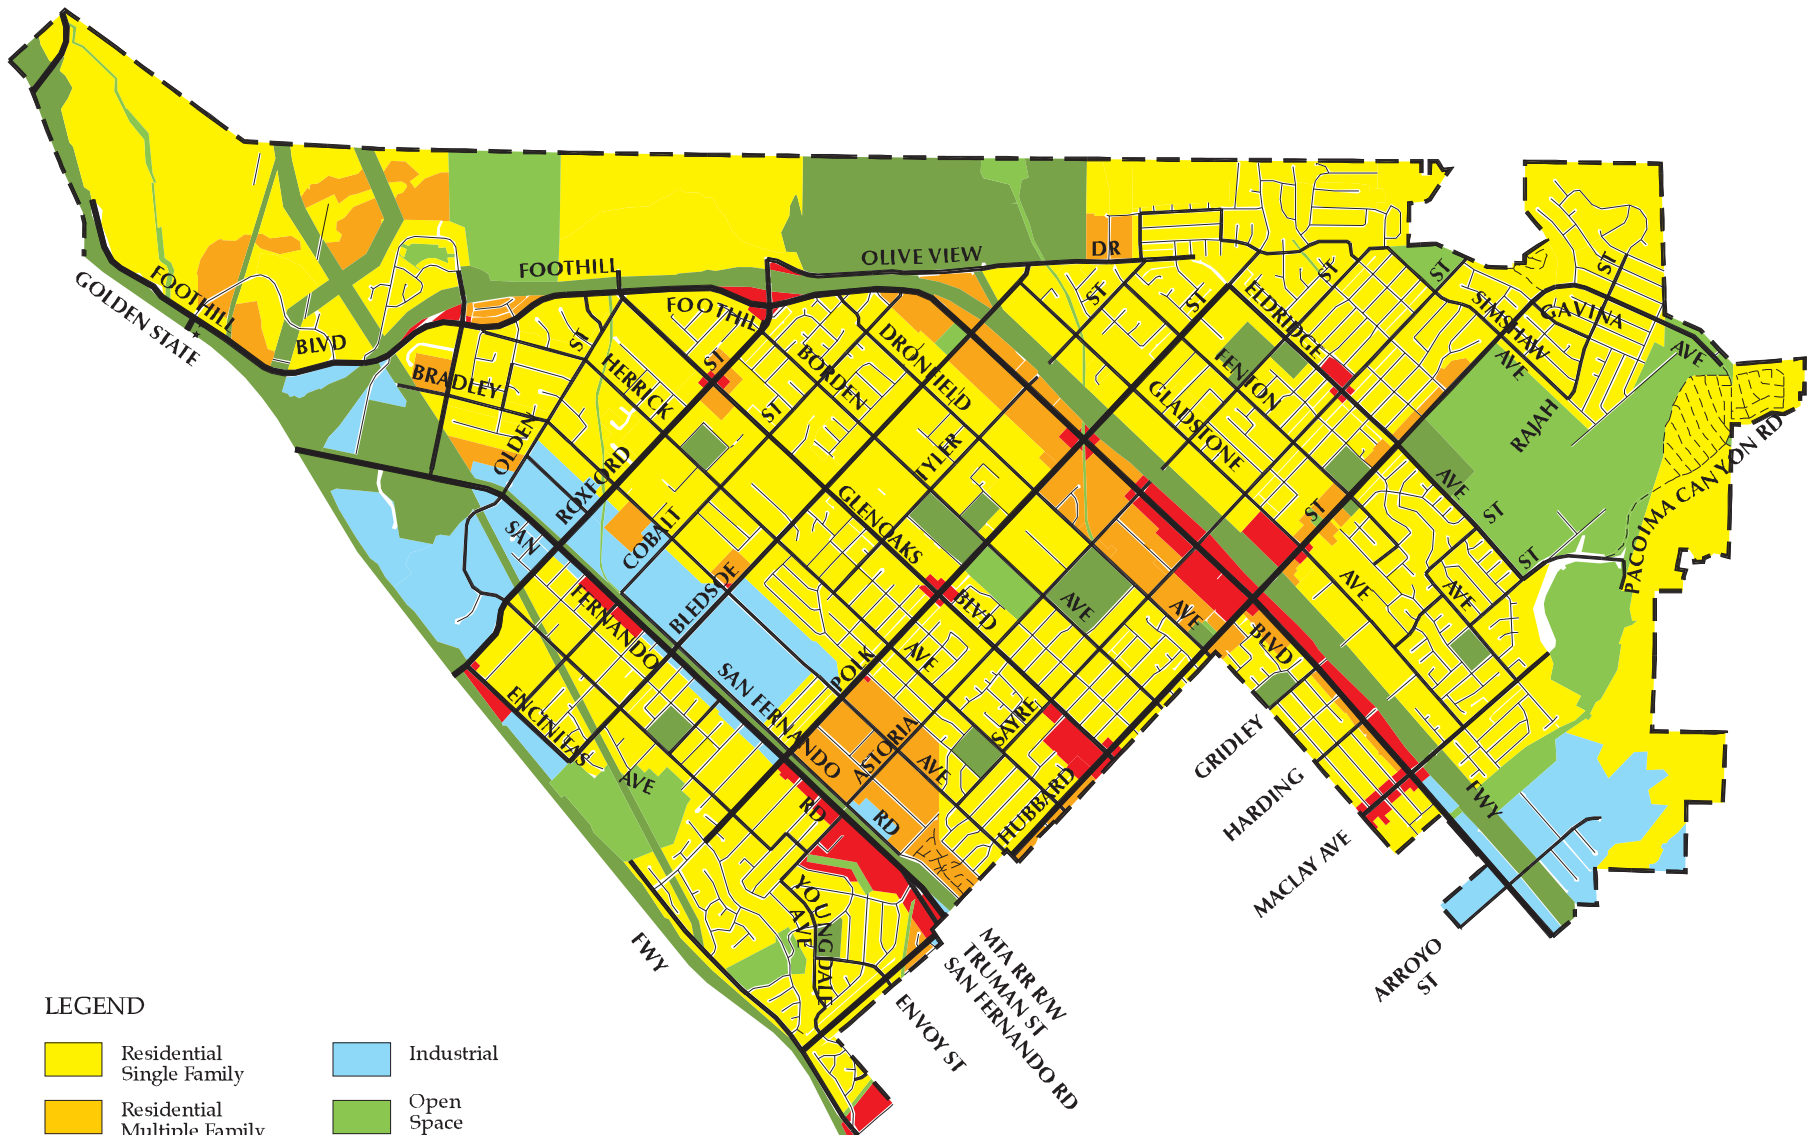 OLIVE VIEW
DR
FOOTHILL
FOOTHILL
GOLDEN STATE
BLVD
FOOTHILL
ST
ST
ST
ST
ST
ST
ELDRIDGE
SIMSHAW
AVE
GAVINA
AVE
BRADLEY
HERRICK
ST
BORDEN
DRONFIELD
FENTON
GLADSTONE
RAJAH
ST
OLDEN
ROXFORD
ST
TYLER
AVE
ST
PACOIMA CANYON RD
SAN
FERNANDO
COBALT
BLEDSOE
GLENOAKS
BLVD
AVE
AVE
BLVD
AVE
AVE
ST
ENCINITAS
AVE
SAN FERNANDO
RD
POLK
AVE
ASTORIA
AVE
SAYRE
HUBBARD
RD
GRIDLEY
HARDING
MACLAY AVE
FWY
ARROYO
ST
YOUNGDALE
AVE
FWY
MTA RR R/W
TRUMAN ST
SAN FERNANDO RD
ENVOY ST
LEGEND
Residential
Single Family
Industrial
Residential
Multiple Family
Open
Space